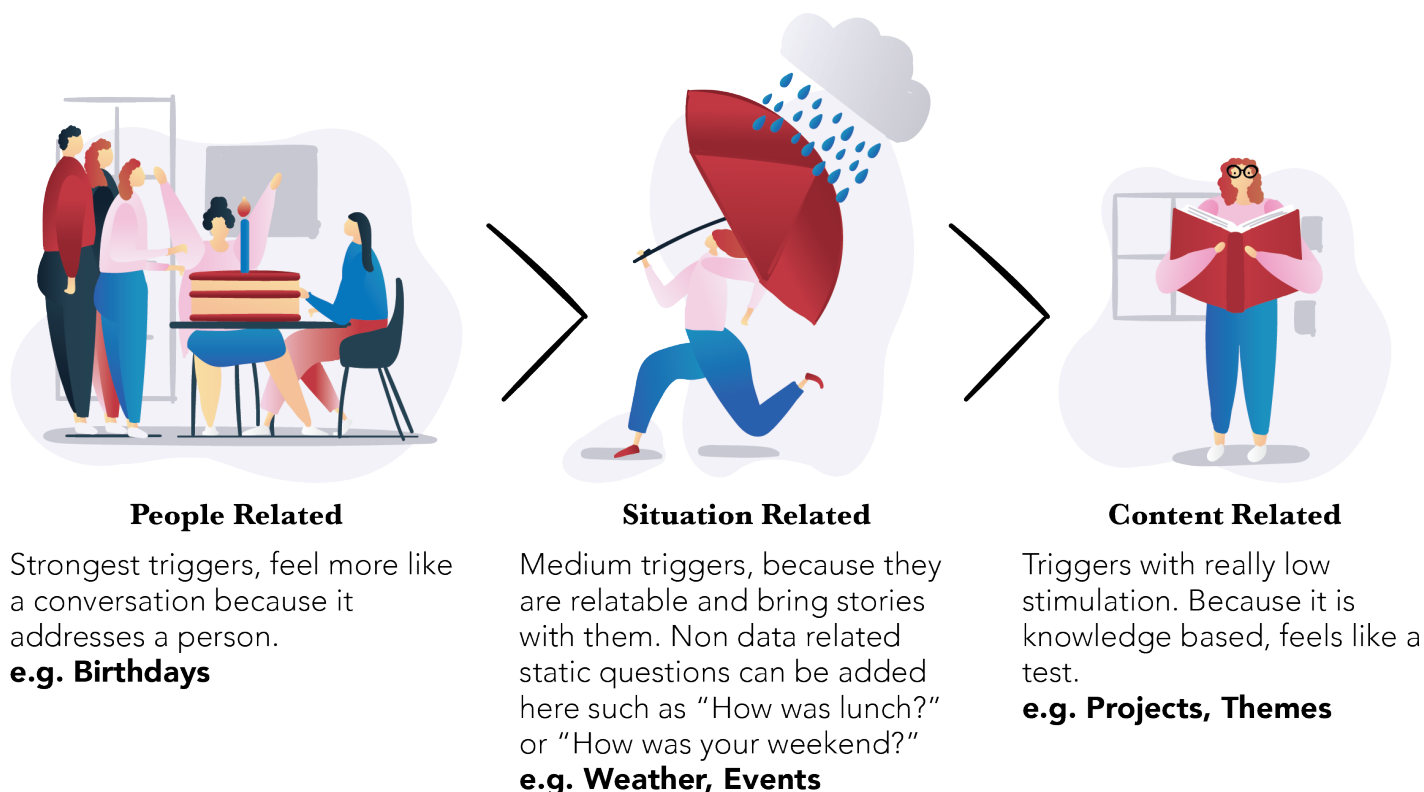 People Related
Strongest triggers, feel more like
a conversation because it
addresses a person.
e.g. Birthdays
Situation Related
Medium triggers, because they
are relatable and bring stories
with them. Non data related
static questions can be added
here such as “How was lunch?”
or “How was your weekend?”
e.g. Weather, Events
Content Related
Triggers with really low
stimulation. Because it is
knowledge based, feels like a
test.
e.g. Projects, Themes